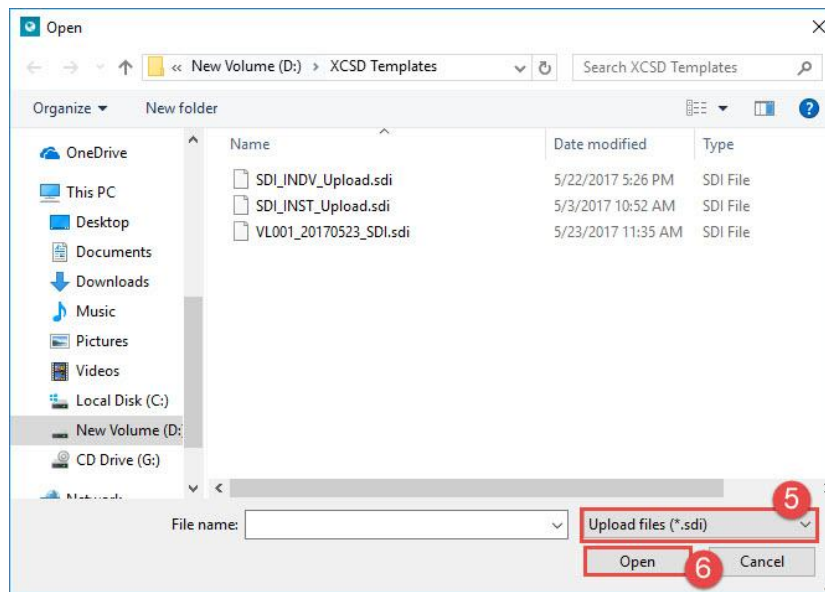 Open
« New Volume (D:) › XCSD Templates
Search XCSD Templates
Organize
New folder
Name Date modified Type
OneDrive
This PC
Desktop
Documents
Downloads
Music
Pictures
Videos
Local Disk (C:)
New Volume (D:
CD Drive (G:)
Network
SDI_INDV_Upload.sdi 5/22/2017 5:26 PM SDI File
SDI_INST_Upload.sdi 5/3/2017 10:52 AM SDI File
VL001_20170523_SDI.sdi 5/23/2017 11:35 AM SDI File
5
File name: Upload files (*.sdi)
Open 6 Cancel